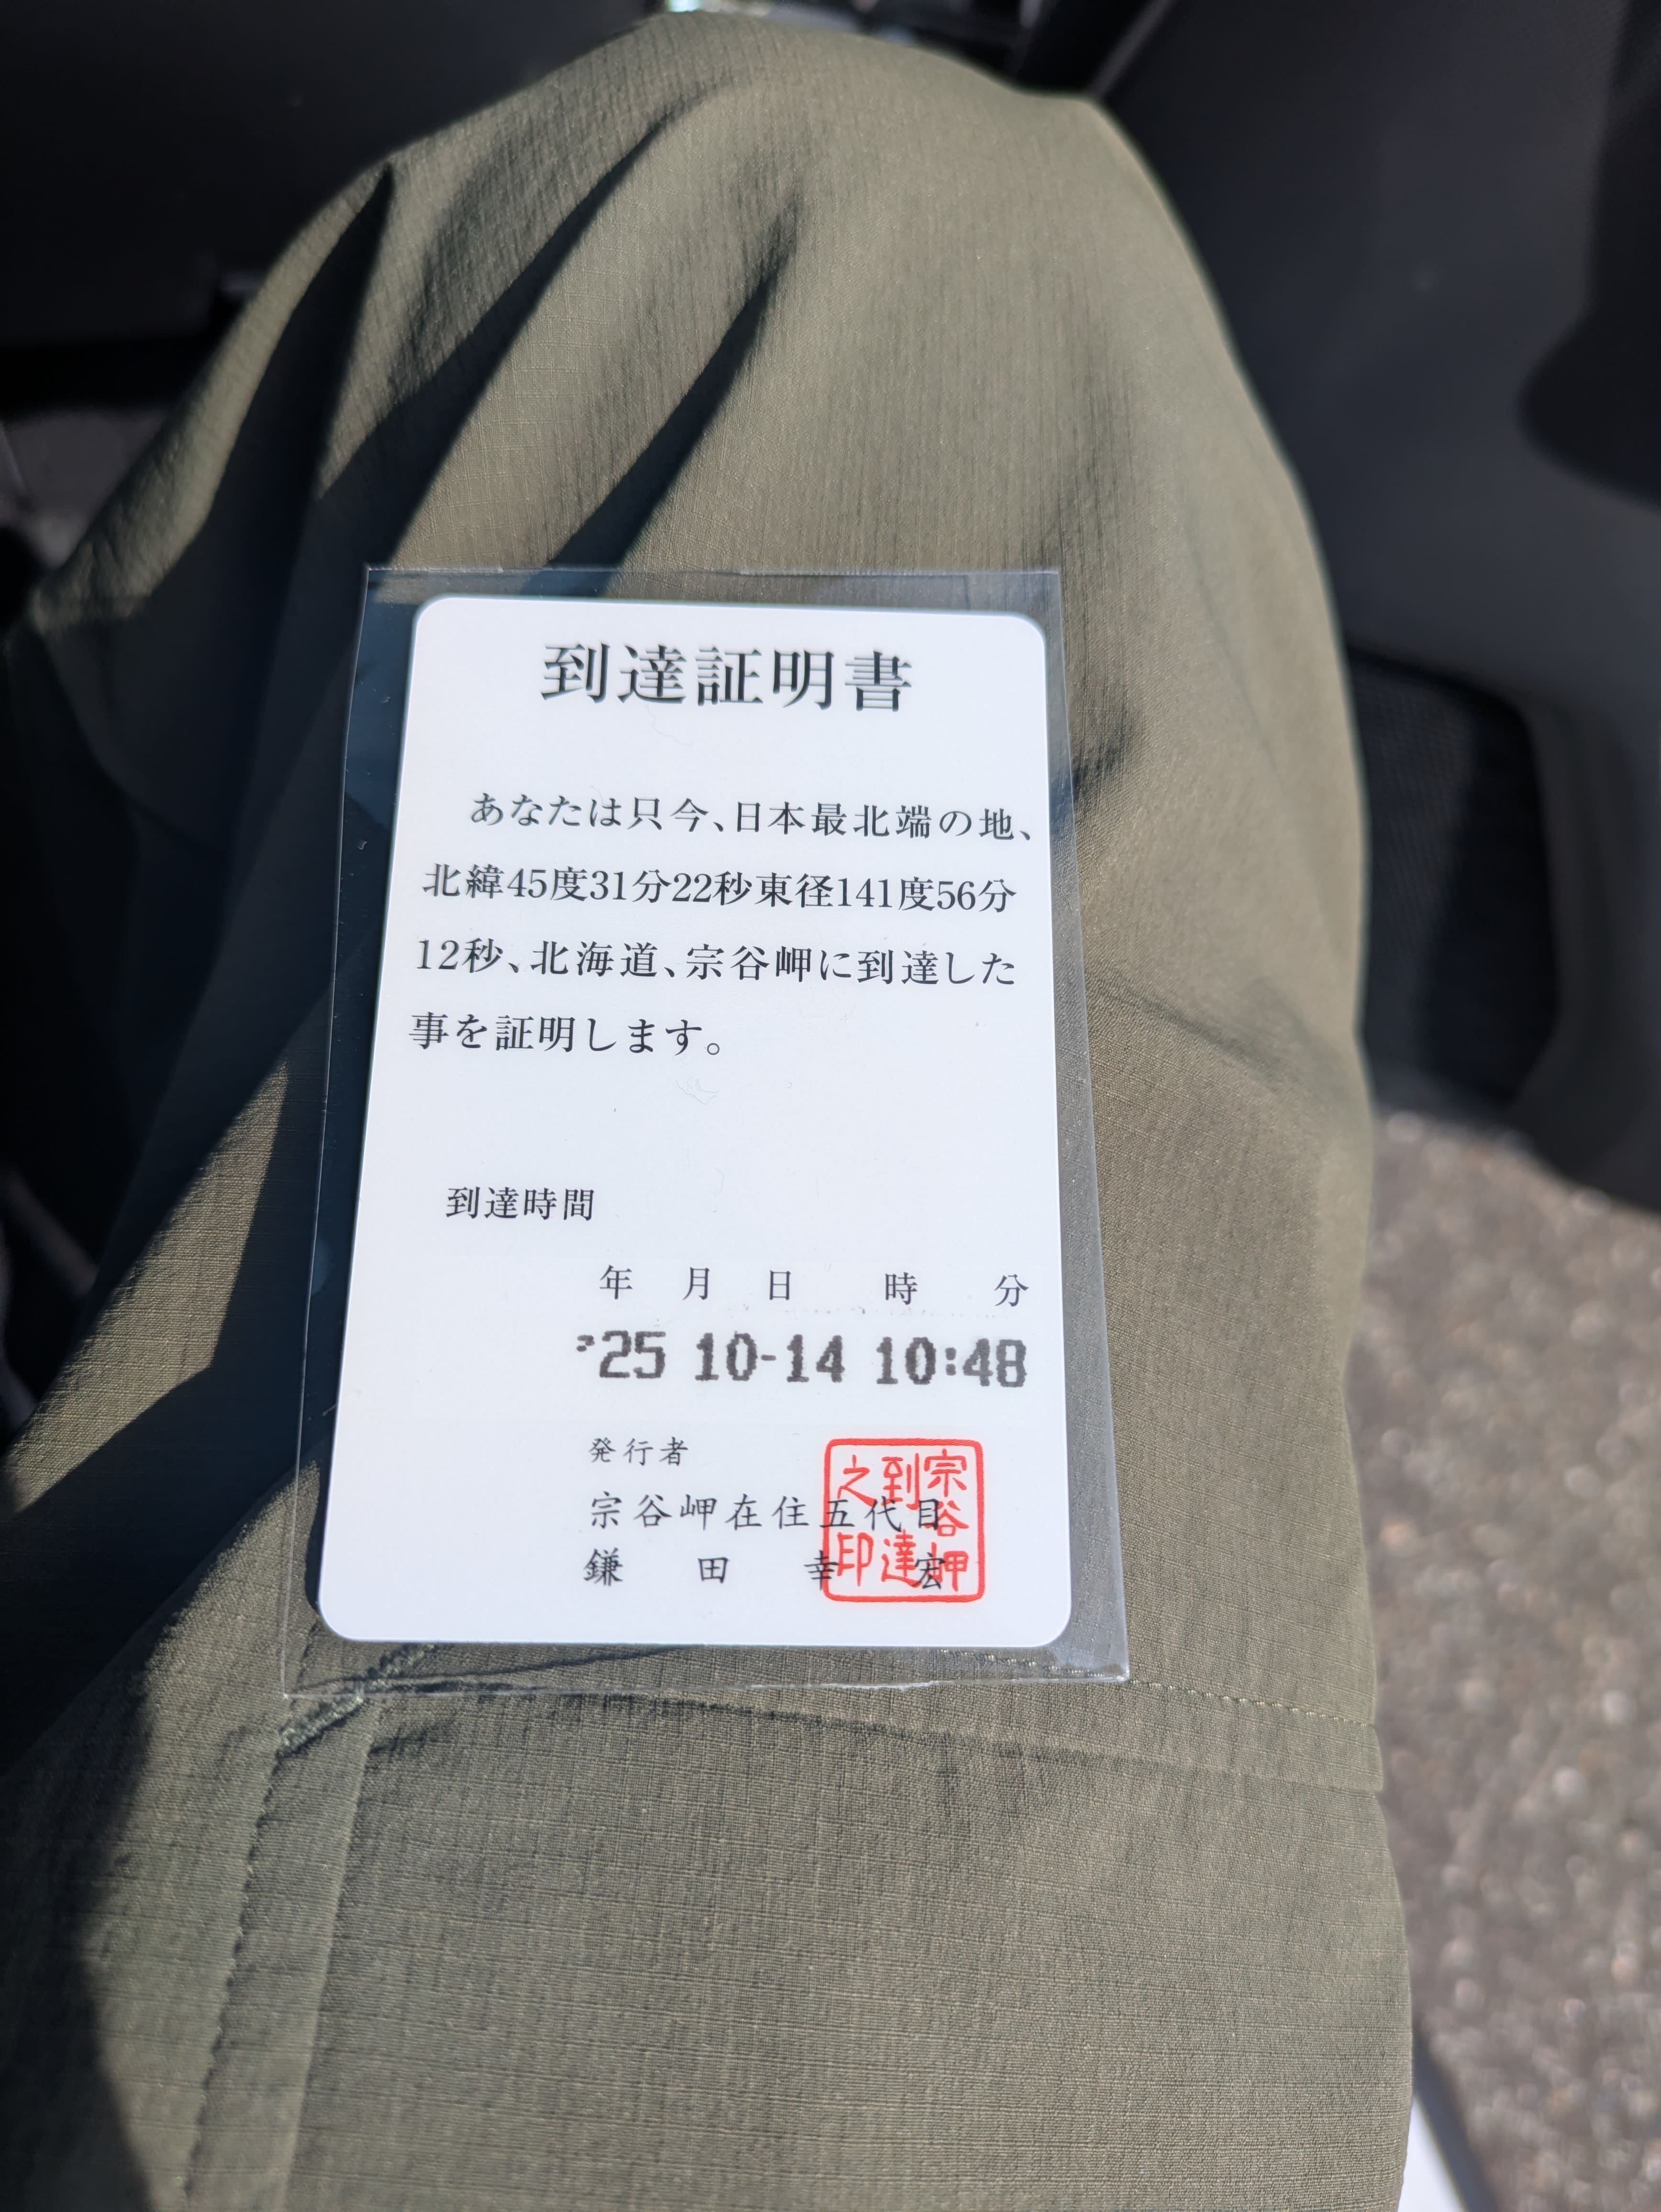 到達証明書
あなたは只今、日本最北端の地、
北緯45度31分22秒東径141度56分
12秒、北海道、宗谷岬に到達した
事を証明します。
到達時間
年 月 日 時 分
'25 10-14 10:48
発行者
宗谷岬在住五代目
鎌田幸宏
宗谷岬
到達
之印